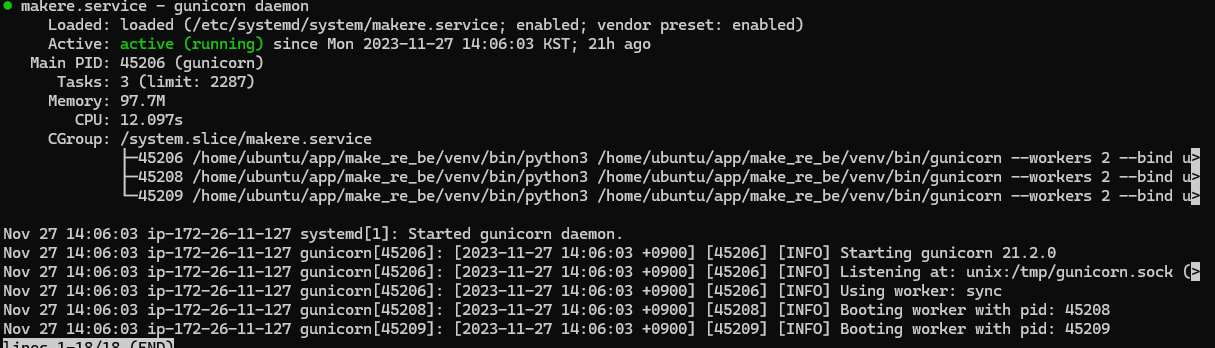 ● makere.service - gunicorn daemon
Loaded: loaded (/etc/systemd/system/makere.service; enabled; vendor preset: enabled)
Active: active (running) since Mon 2023-11-27 14:06:03 KST; 21h ago
Main PID: 45206 (gunicorn)
Tasks: 3 (limit: 2287)
Memory: 97.7M
CPU: 12.097s
CGroup: /system.slice/makere.service
├─45206 /home/ubuntu/app/make_re_be/venv/bin/python3 /home/ubuntu/app/make_re_be/venv/bin/gunicorn --workers 2 --bind u>
├─45208 /home/ubuntu/app/make_re_be/venv/bin/python3 /home/ubuntu/app/make_re_be/venv/bin/gunicorn --workers 2 --bind u>
└─45209 /home/ubuntu/app/make_re_be/venv/bin/python3 /home/ubuntu/app/make_re_be/venv/bin/gunicorn --workers 2 --bind u>
Nov 27 14:06:03 ip-172-26-11-127 systemd[1]: Started gunicorn daemon.
Nov 27 14:06:03 ip-172-26-11-127 gunicorn[45206]: [2023-11-27 14:06:03 +0900] [45206] [INFO] Starting gunicorn 21.2.0
Nov 27 14:06:03 ip-172-26-11-127 gunicorn[45206]: [2023-11-27 14:06:03 +0900] [45206] [INFO] Listening at: unix:/tmp/gunicorn.sock (>
Nov 27 14:06:03 ip-172-26-11-127 gunicorn[45206]: [2023-11-27 14:06:03 +0900] [45206] [INFO] Using worker: sync
Nov 27 14:06:03 ip-172-26-11-127 gunicorn[45208]: [2023-11-27 14:06:03 +0900] [45208] [INFO] Booting worker with pid: 45208
Nov 27 14:06:03 ip-172-26-11-127 gunicorn[45209]: [2023-11-27 14:06:03 +0900] [45209] [INFO] Booting worker with pid: 45209
lines 1-18/18 (END)